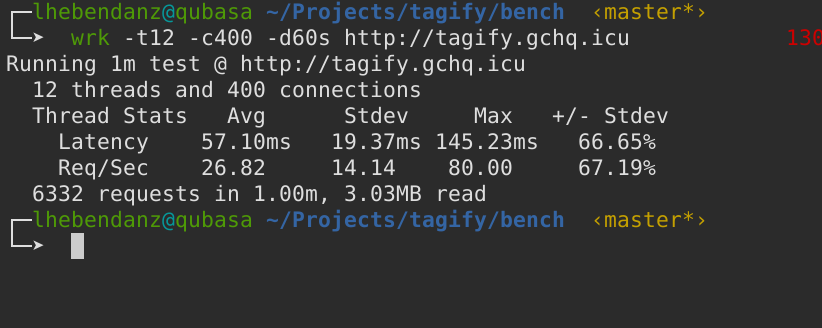 lhebendanz@qubasa ~/Projects/tagify/bench ‹master*›
➤ wrk -t12 -c400 -d60s http://tagify.gchq.icu 130
Running 1m test @ http://tagify.gchq.icu
12 threads and 400 connections
Thread Stats Avg Stdev Max +/- Stdev
Latency 57.10ms 19.37ms 145.23ms 66.65%
Req/Sec 26.82 14.14 80.00 67.19%
6332 requests in 1.00m, 3.03MB read
lhebendanz@qubasa ~/Projects/tagify/bench ‹master*›
➤